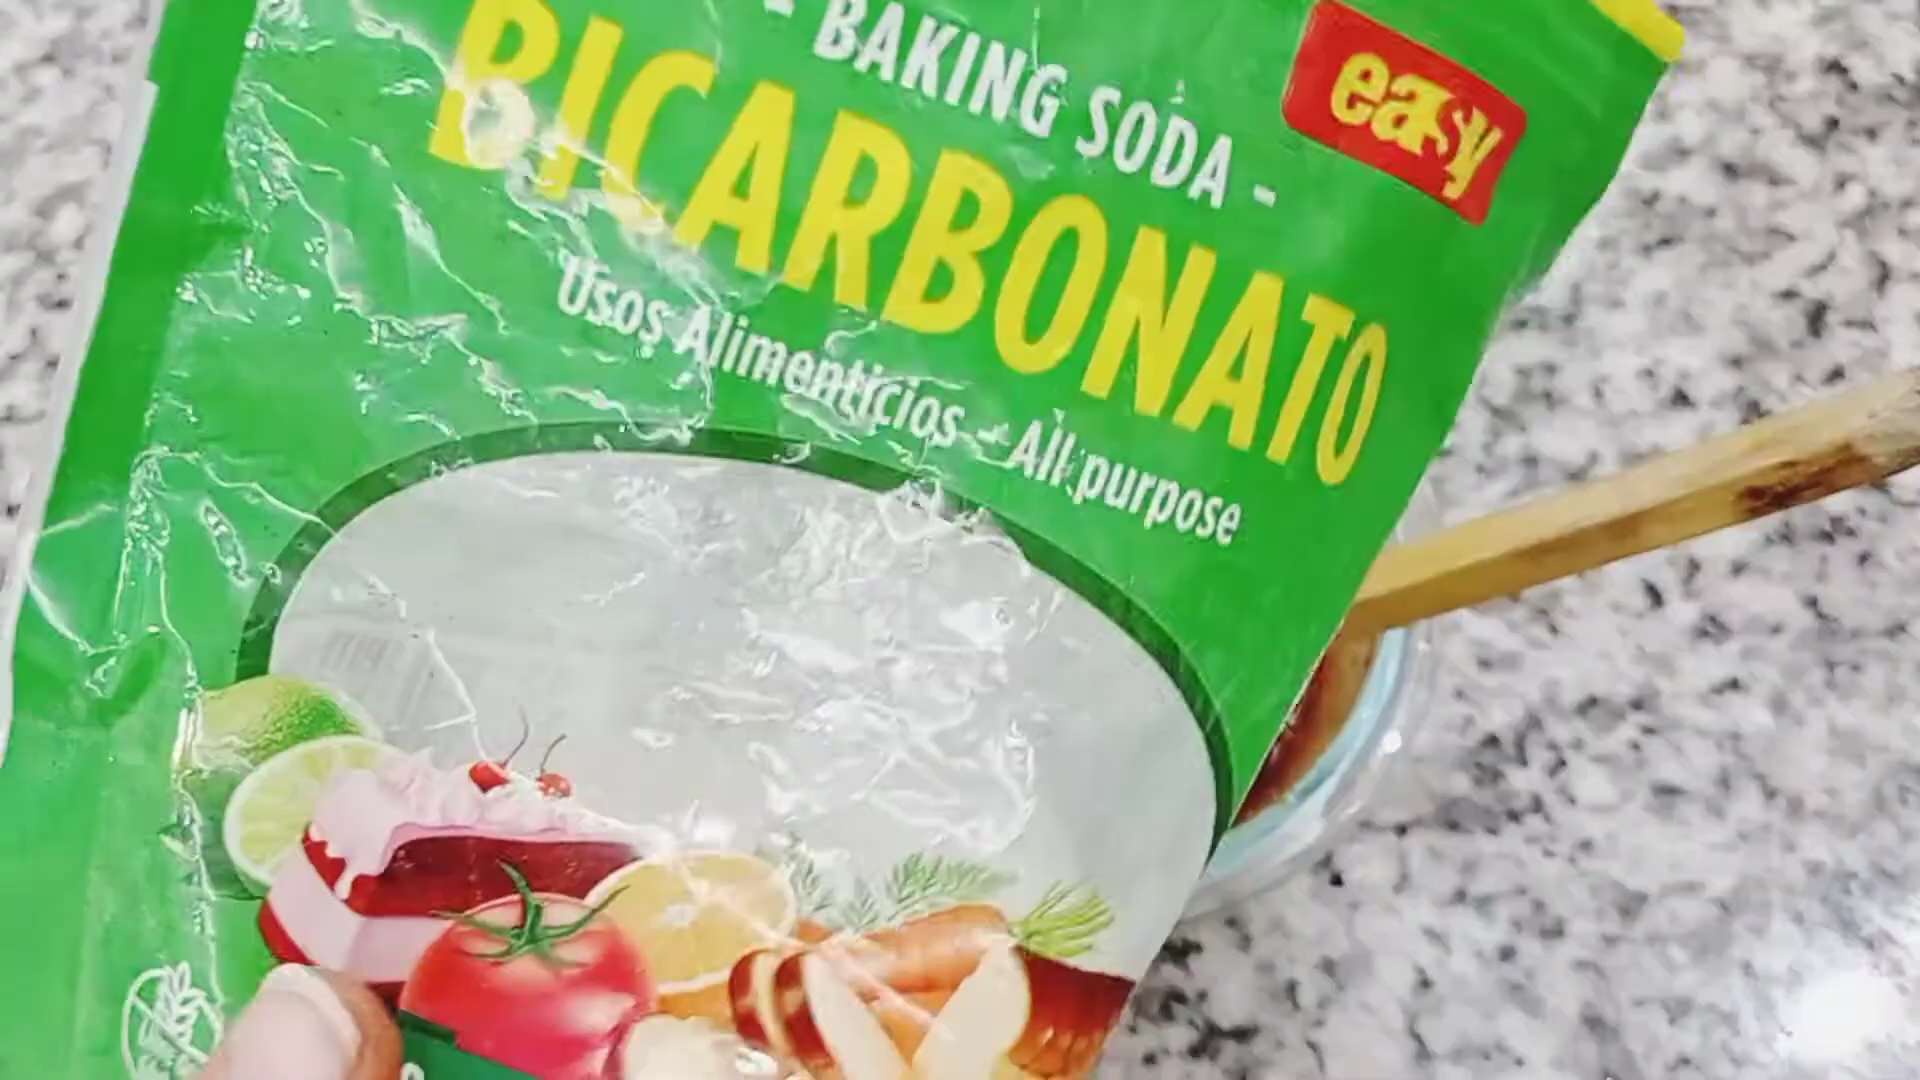 - BAKING SODA -
easy
BICARBONATO
Usos Alimenticios - All purpose